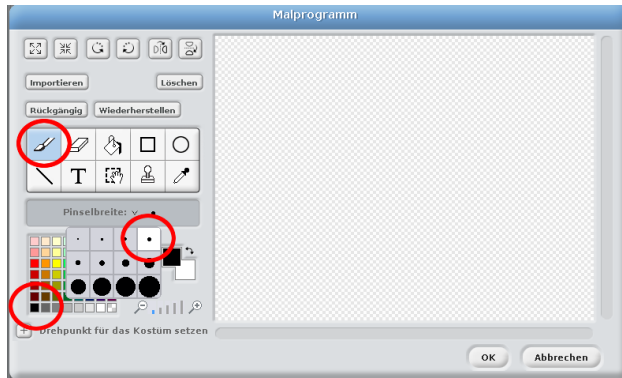 Malprogramm
Importieren
Löschen
Rückgängig
Wiederherstellen
T
Pinselbreite:
Drehpunkt für das Kostüm setzen
OK
Abbrechen